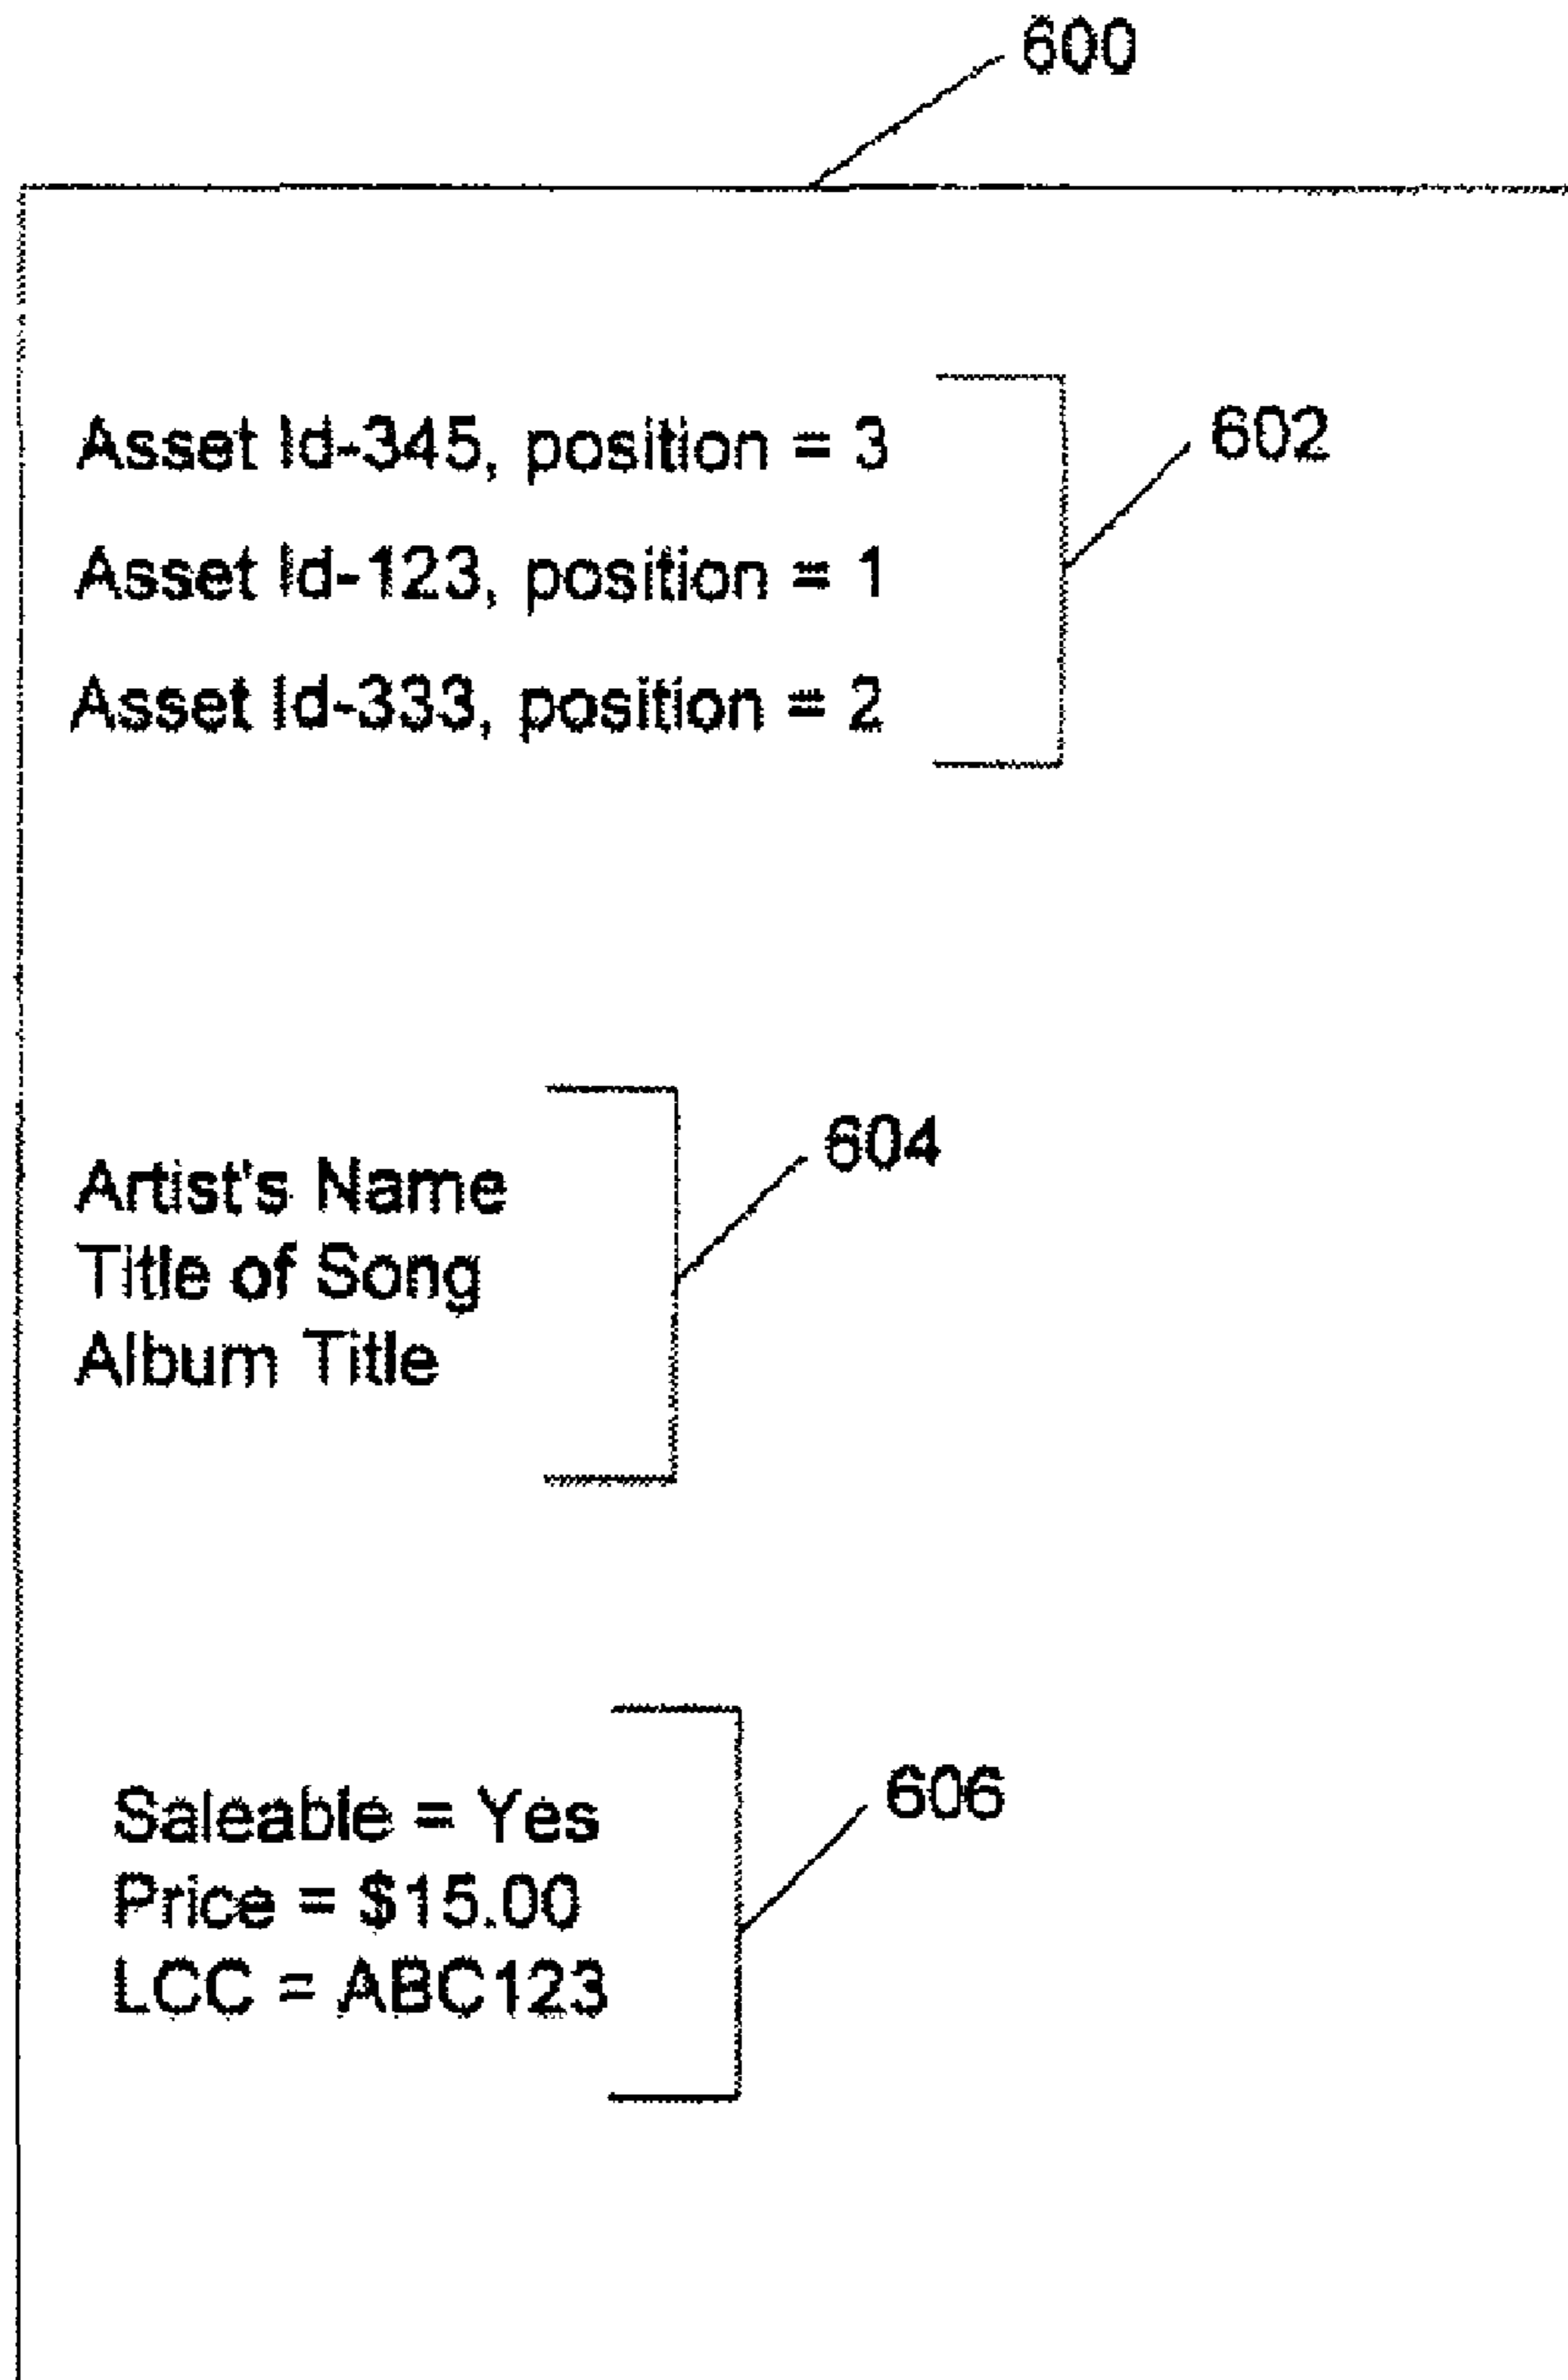 600
Asset Id-345, position = 3
602
Asset Id-123, position = 1
Asset Id-333, position = 2
604
Artist's Name
Title of Song
Album Title
606
Saleable = Yes
Price = $15.00
LCC = ABC123